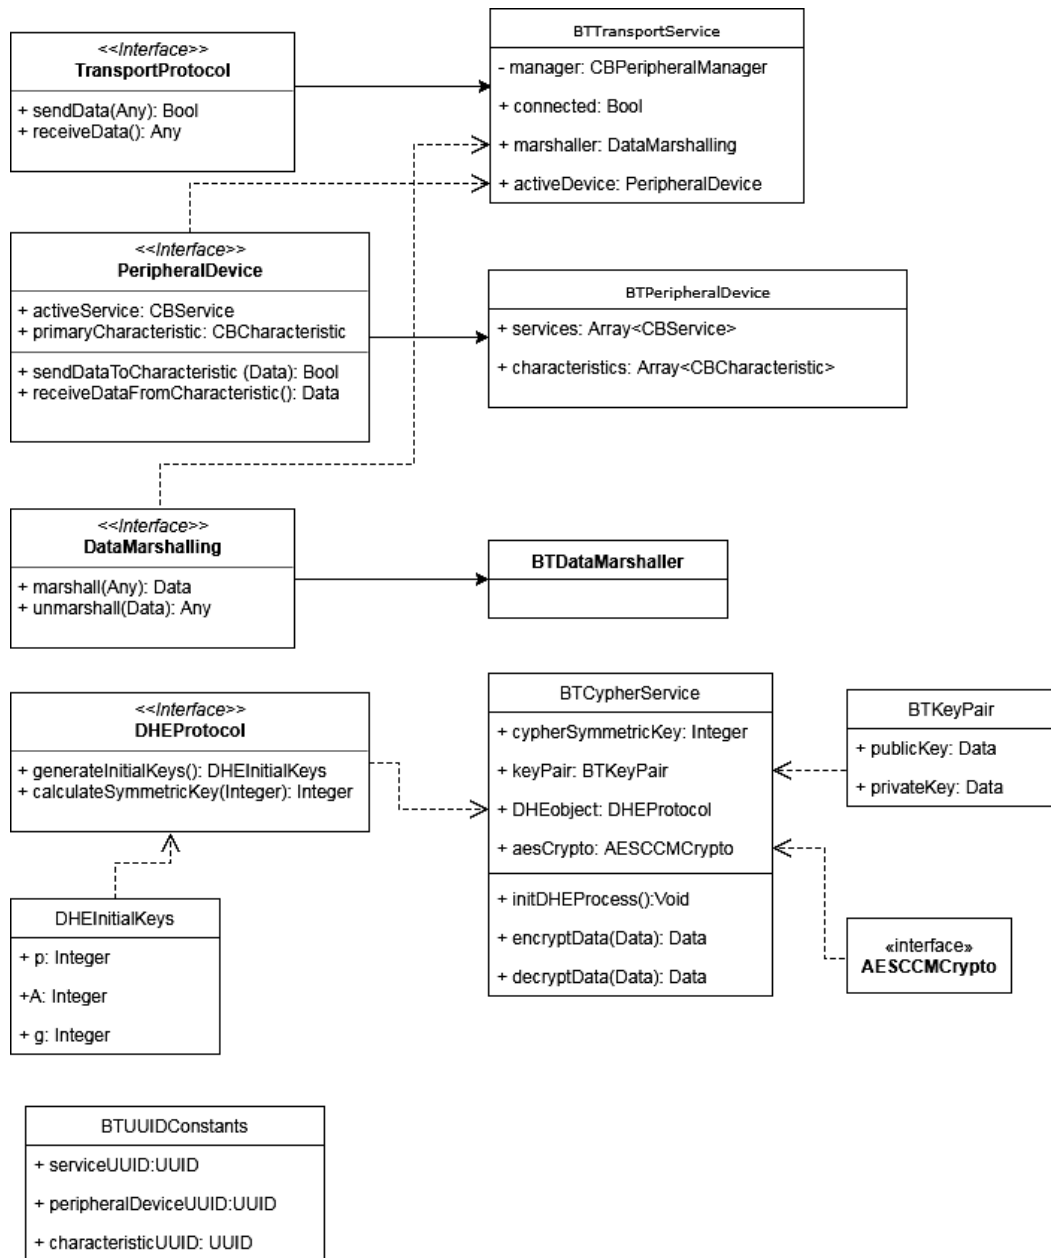 <<Interface>>
TransportProtocol
+ sendData(Any): Bool
+ receiveData(): Any
BTTransportService
- manager: CBPeripheralManager
+ connected: Bool
+ marshaller: DataMarshalling
+ activeDevice: PeripheralDevice
<<Interface>>
PeripheralDevice
+ activeService: CBService
+ primaryCharacteristic: CBCharacteristic
+ sendDataToCharacteristic (Data): Bool
+ receiveDataFromCharacteristic(): Data
BTPeripheralDevice
+ services: Array<CBService>
+ characteristics: Array<CBCharacteristic>
<<Interface>>
DataMarshalling
+ marshall(Any): Data
+ unmarshall(Data): Any
BTDataMarshaller
<<Interface>>
DHEProtocol
+ generateInitialKeys(): DHEInitialKeys
+ calculateSymmetricKey(Integer): Integer
BTCypherService
+ cypherSymmetricKey: Integer
+ keyPair: BTKeyPair
+ DHEobject: DHEProtocol
+ aesCrypto: AESCCMCrypto
+ initDHEProcess():Void
+ encryptData(Data): Data
+ decryptData(Data): Data
BTKeyPair
+ publicKey: Data
+ privateKey: Data
«interface»
AESCCMCrypto
DHEInitialKeys
+ p: Integer
+A: Integer
+ g: Integer
BTUUIDConstants
+ serviceUUID:UUID
+ peripheralDeviceUUID:UUID
+ characteristicUUID: UUID